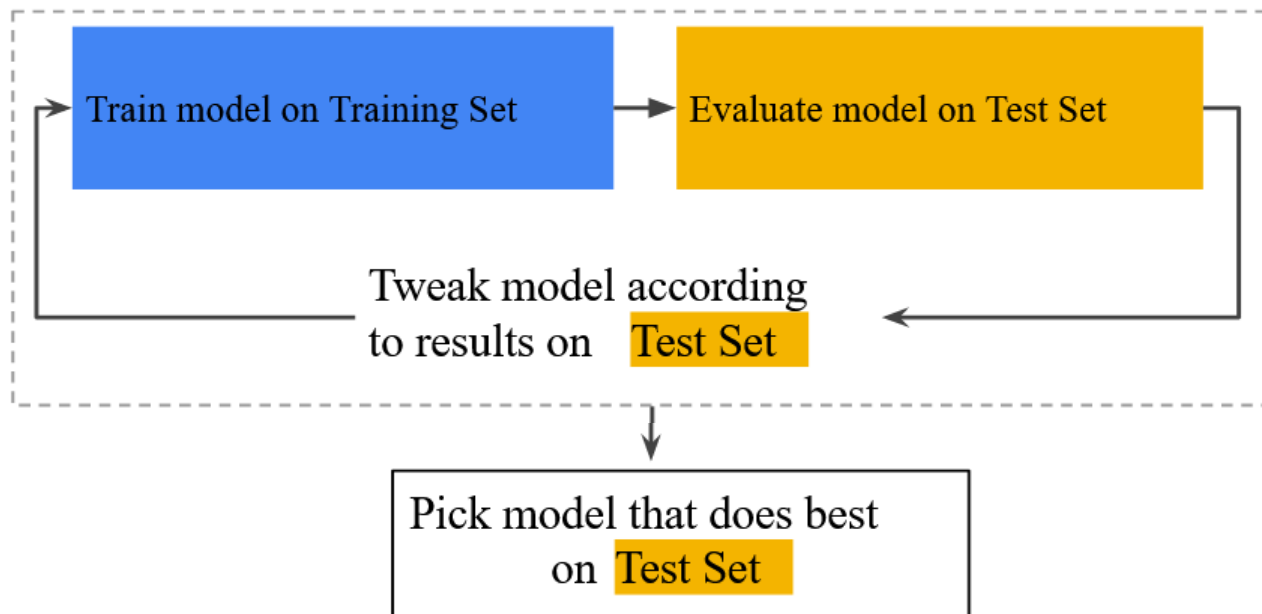 Train model on Training Set
Evaluate model on Test Set
Tweak model according
to results on Test Set
Pick model that does best
on Test Set